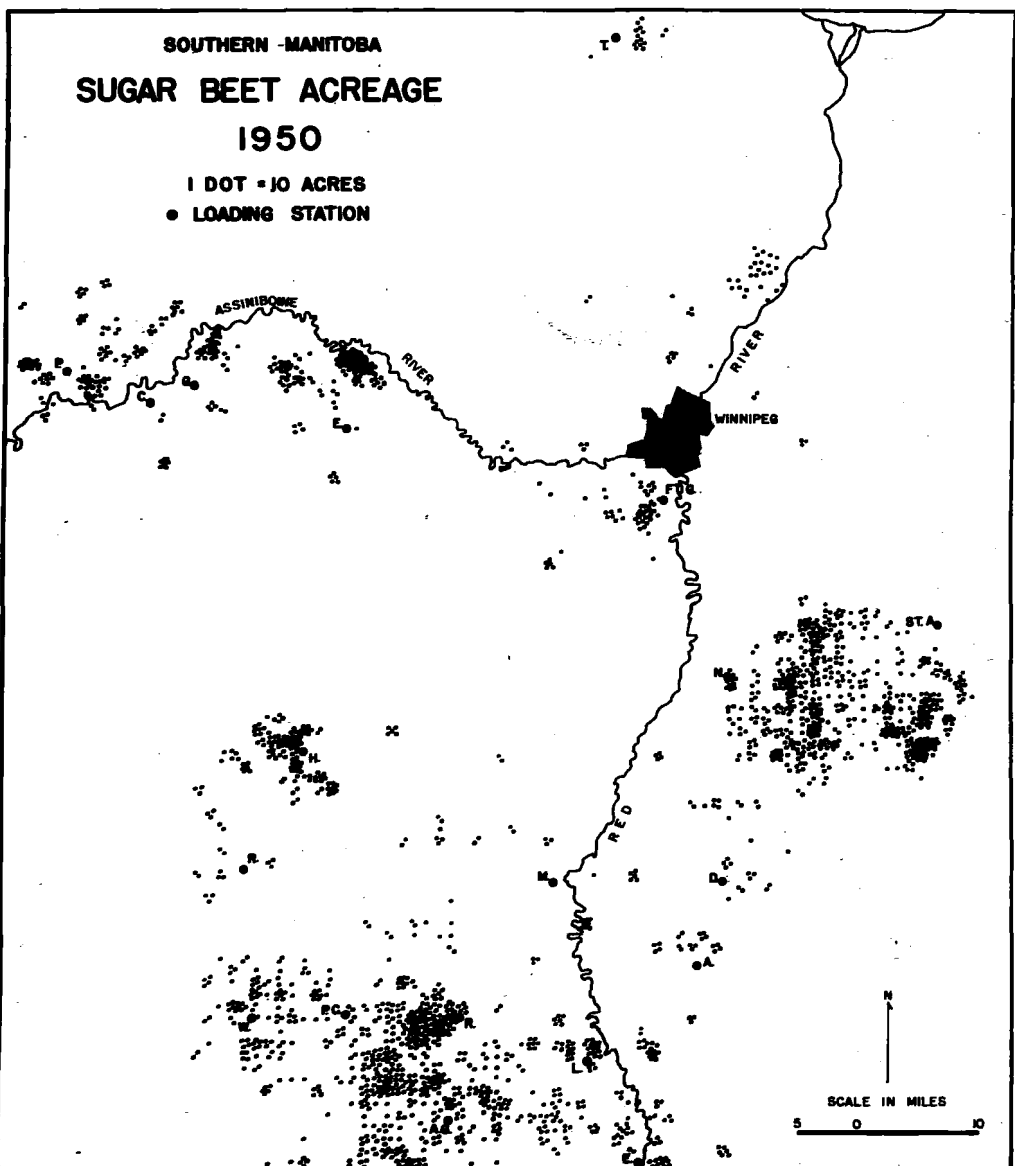 SOUTHERN - MANITOBA
SUGAR BEET ACREAGE
1950
1 DOT = 10 ACRES
● LOADING STATION
T.
ASSINIBOINE
RIVER
RIVER
WINNIPEG
P.
G.
C.
E.
ST. A.
N.
H.
RED
R.
M.
D.
A.
P.C.
W.
R.
L.
A.G.
E.
N
SCALE IN MILES
5 0 10